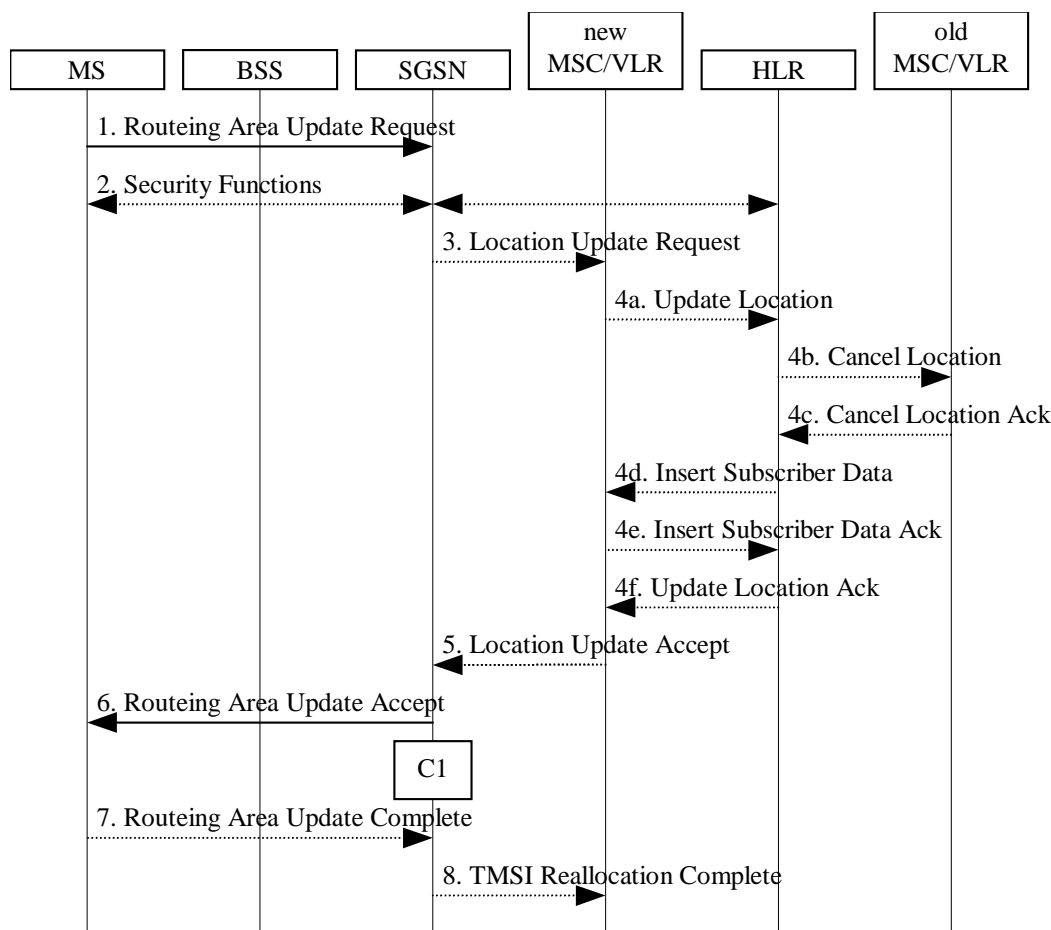 MS
BSS
SGSN
new
MSC/VLR
HLR
old
MSC/VLR
1. Routeing Area Update Request
2. Security Functions
3. Location Update Request
4a. Update Location
4b. Cancel Location
4c. Cancel Location Ack
4d. Insert Subscriber Data
4e. Insert Subscriber Data Ack
4f. Update Location Ack
5. Location Update Accept
6. Routeing Area Update Accept
C1
7. Routeing Area Update Complete
8. TMSI Reallocation Complete